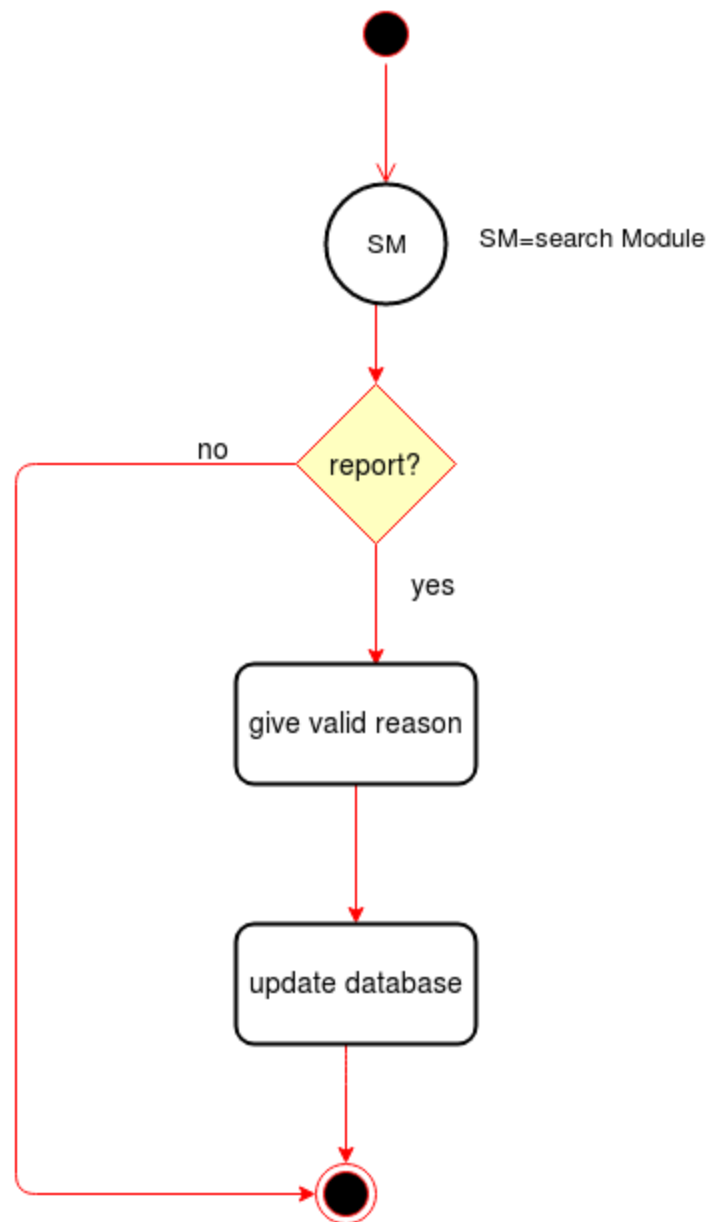 SM
SM=search Module
report?
no
yes
give valid reason
update database